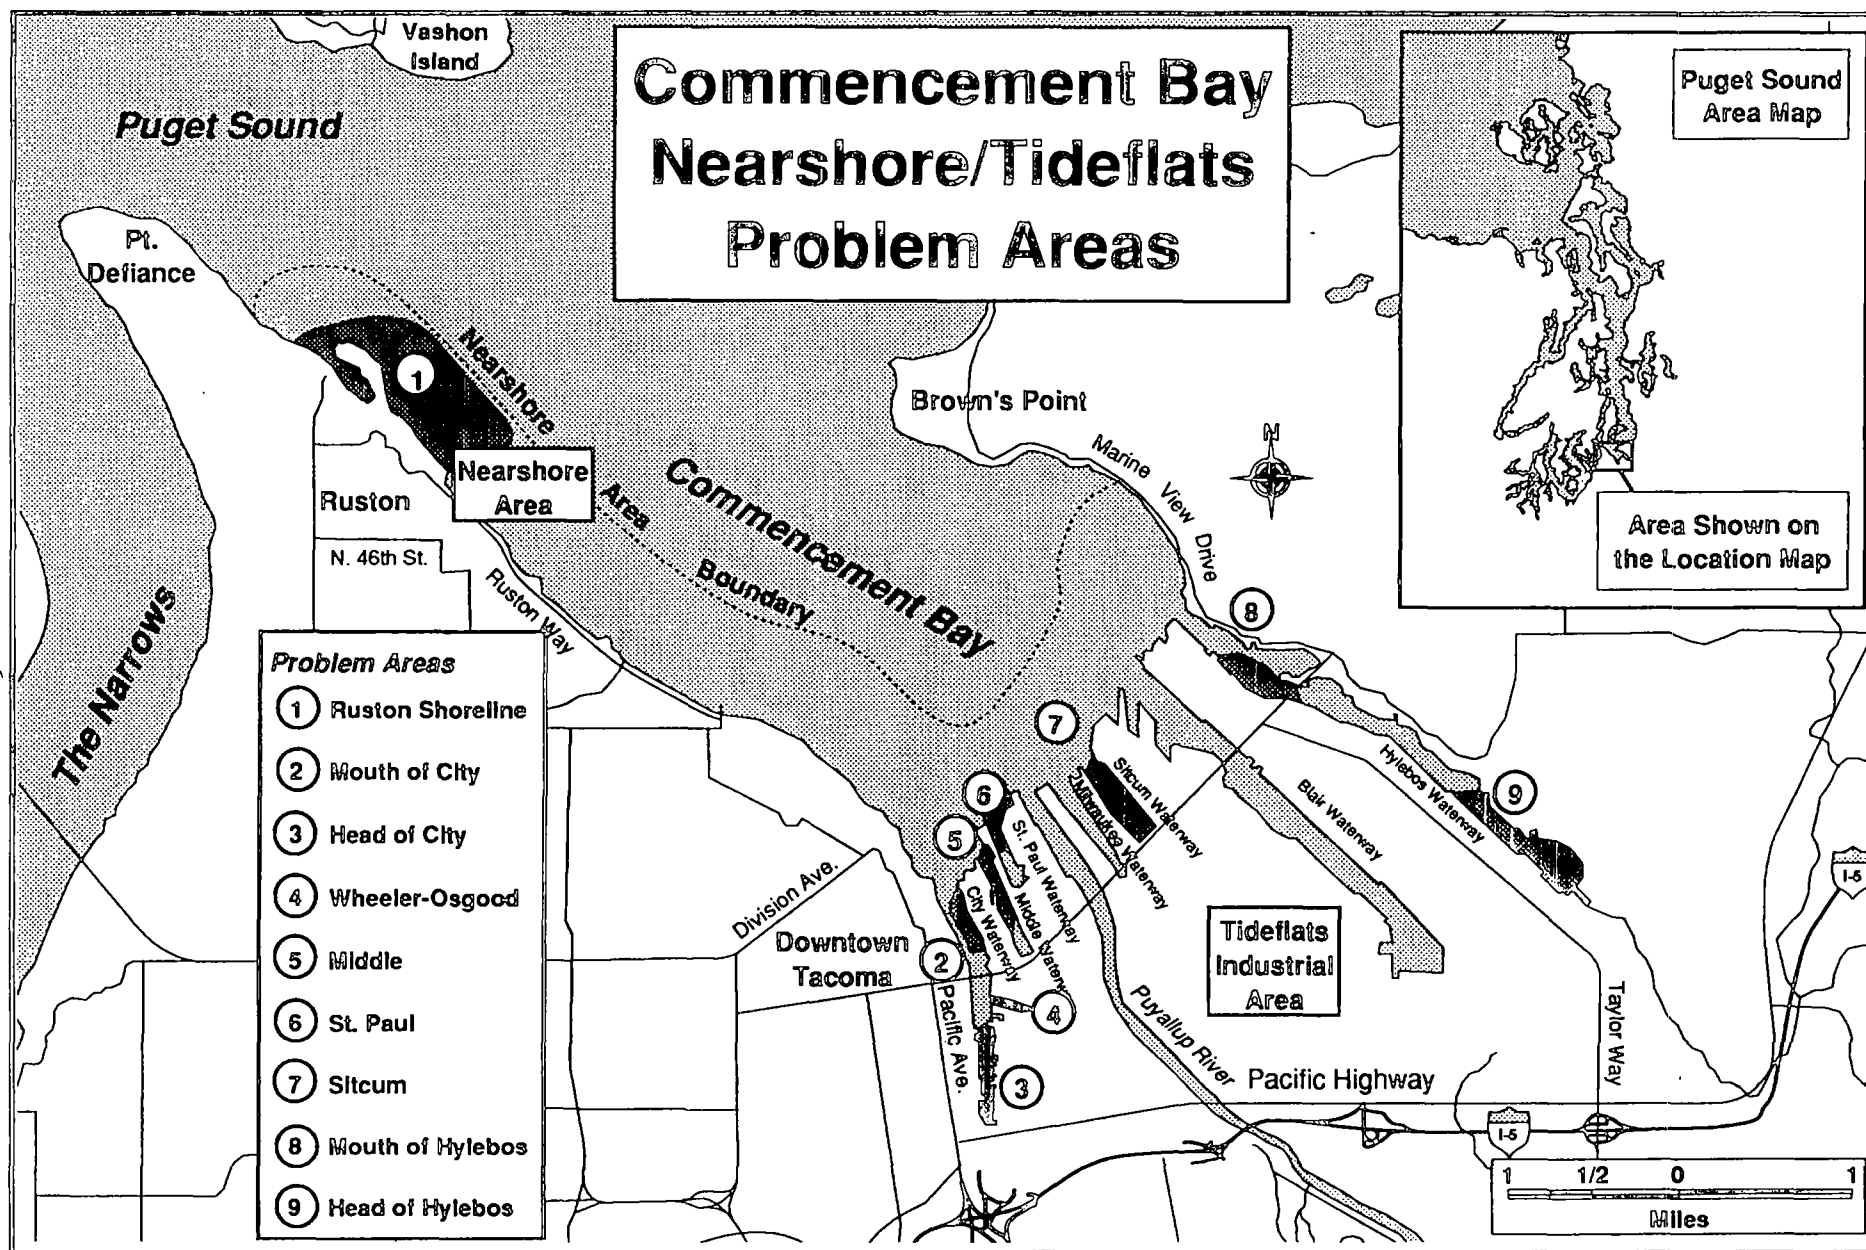 Vashon
Island
Commencement Bay
Nearshore/Tideflats
Problem Areas
Puget Sound
Area Map
Puget Sound
Pt.
Defiance
Nearshore
1
Brown's Point
N
Marine
View
Drive
Nearshore
Area
Area
Commencement Bay
Ruston
Area Shown on
the Location Map
N. 46th St.
Boundary
Ruston Way
The Narrows
8
Problem Areas
1 Ruston Shoreline
2 Mouth of City
3 Head of City
4 Wheeler-Osgood
5 Middle
6 St. Paul
7 Sitcum
8 Mouth of Hylebos
9 Head of Hylebos
7
Sitcum Waterway
Milwaukee Waterway
Hylebos Waterway
Blair Waterway
9
6
5
St. Paul Waterway
Middle Waterway
City Waterway
I-5
Division Ave.
Downtown
Tacoma
2
Tideflats
Industrial
Area
4
Pacific Ave.
3
Puyallup River
Taylor Way
Pacific Highway
I-5
1 1/2 0 1
Miles